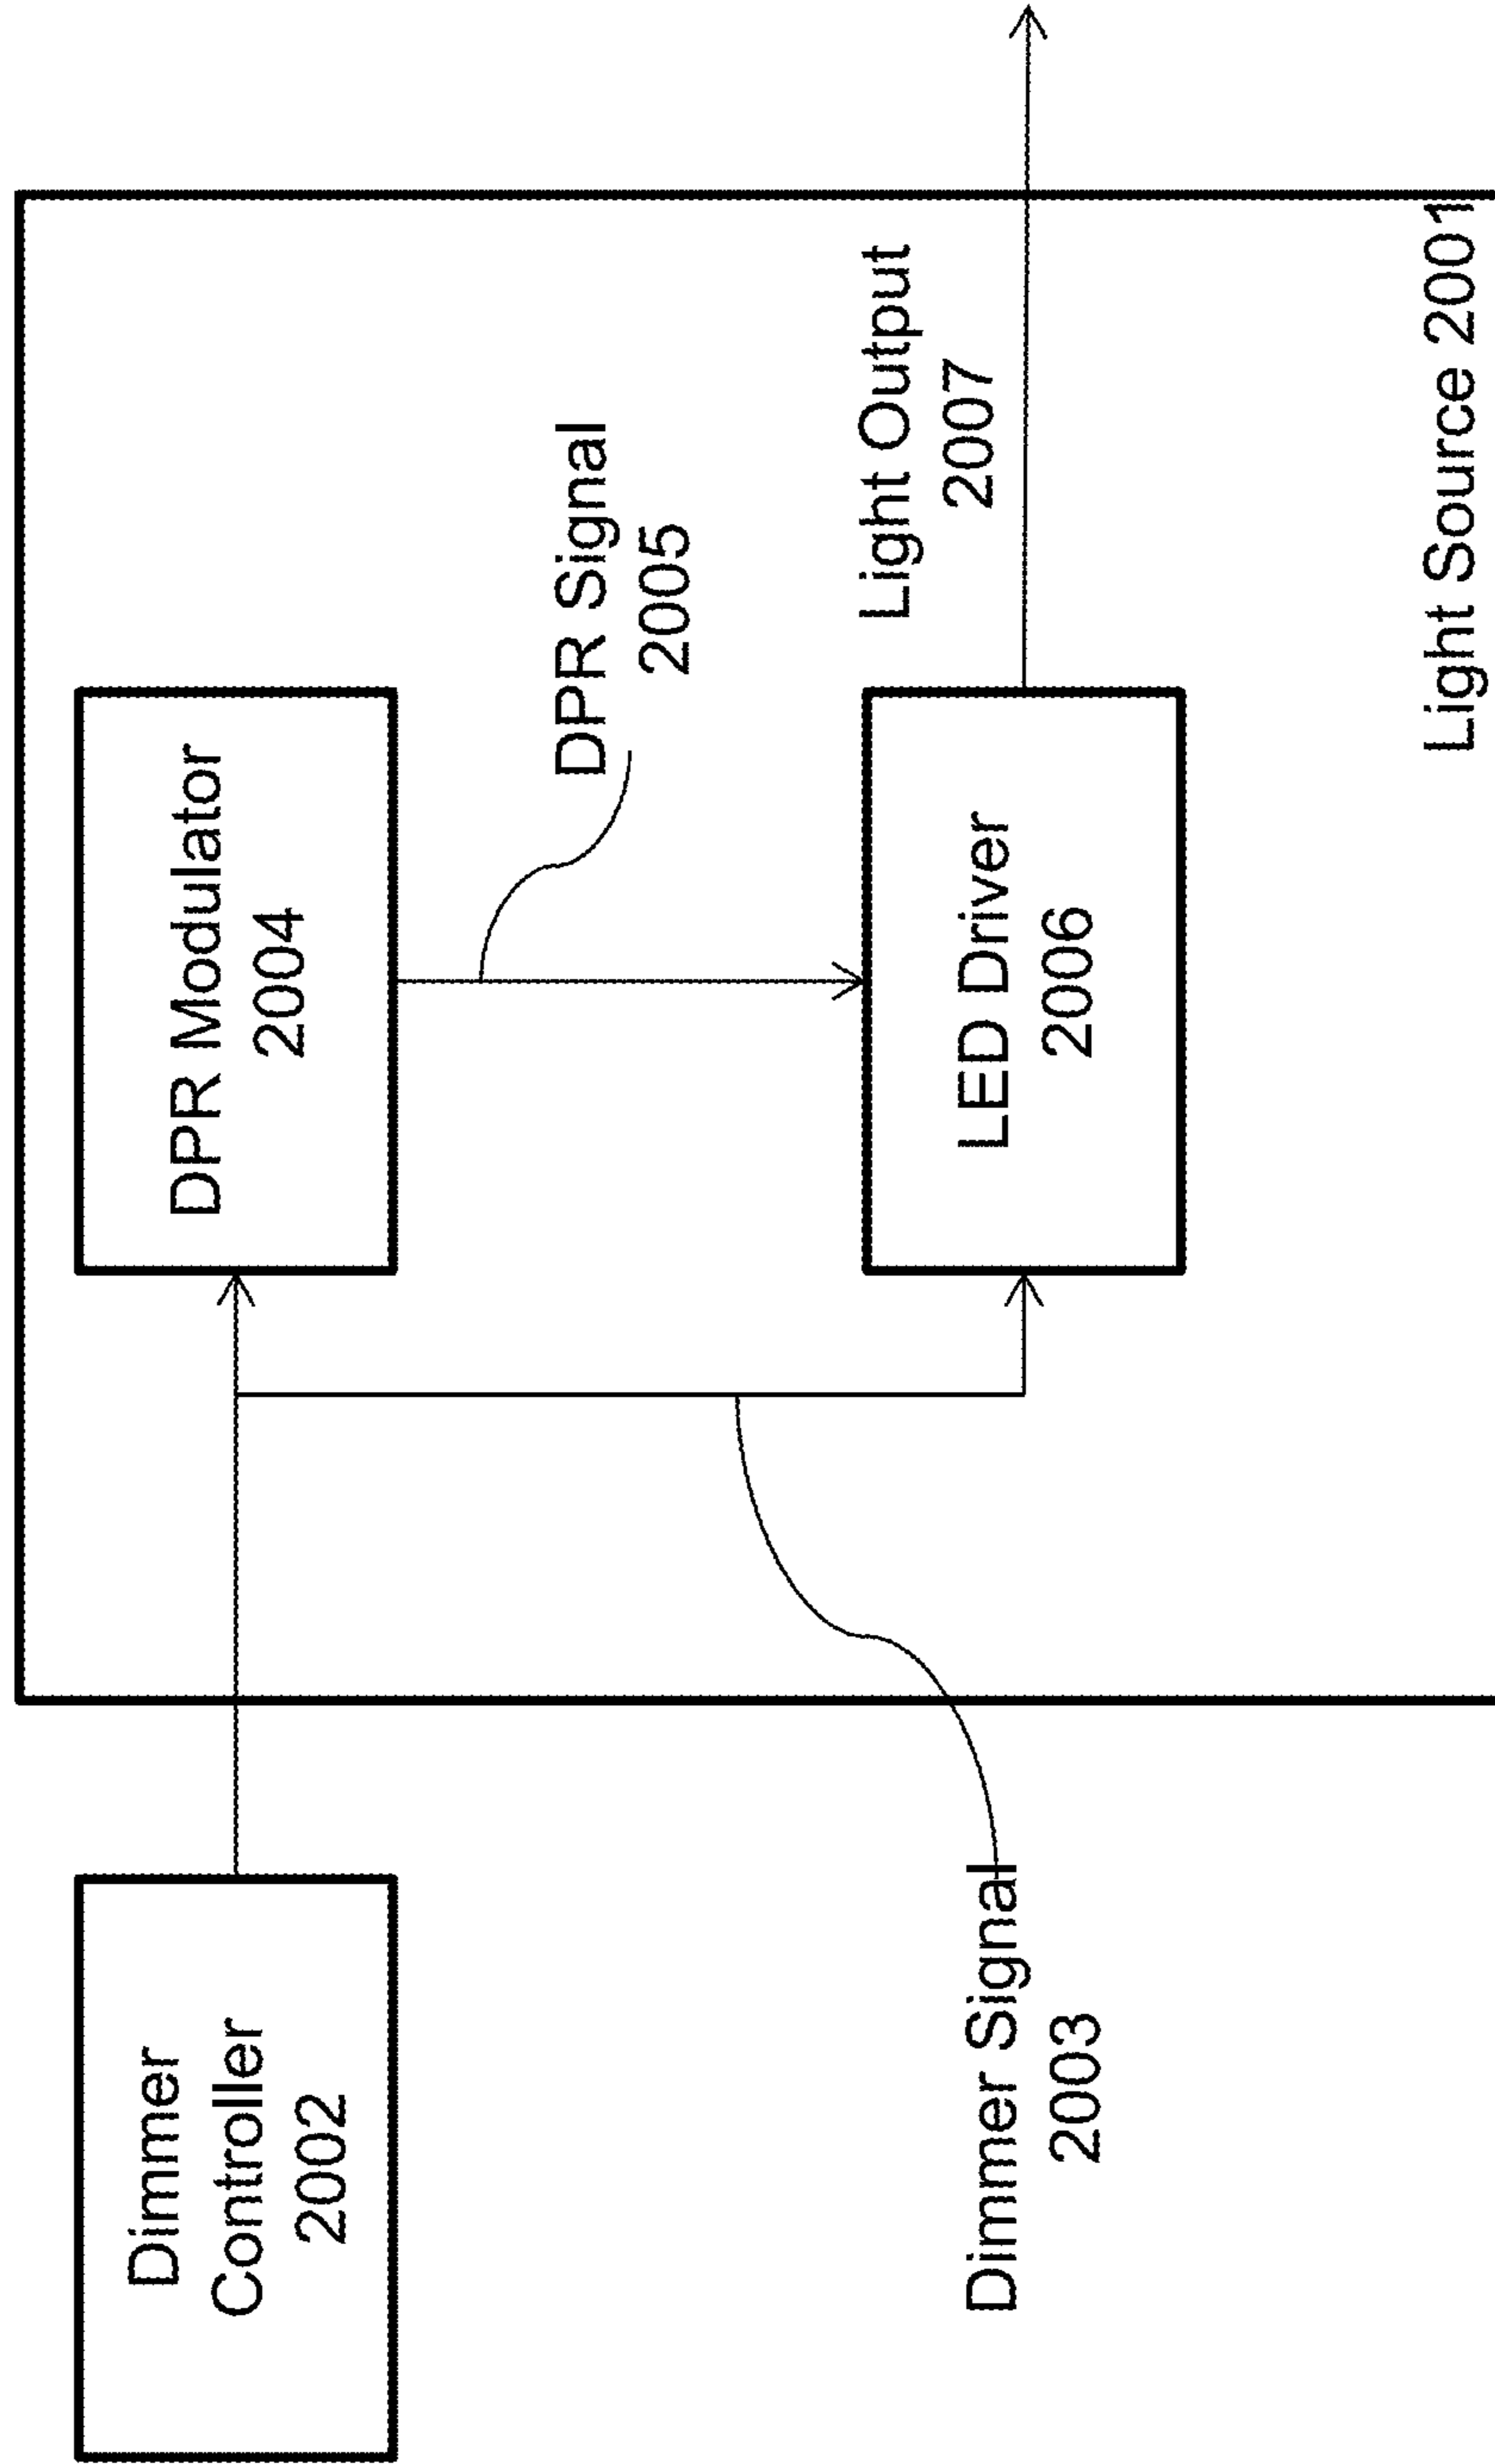 Dimmer
Controller
2002
Dimmer Signal
2003
DPR Modulator
2004
DPR Signal
2005
LED Driver
2006
Light Output
2007
Light Source 2001